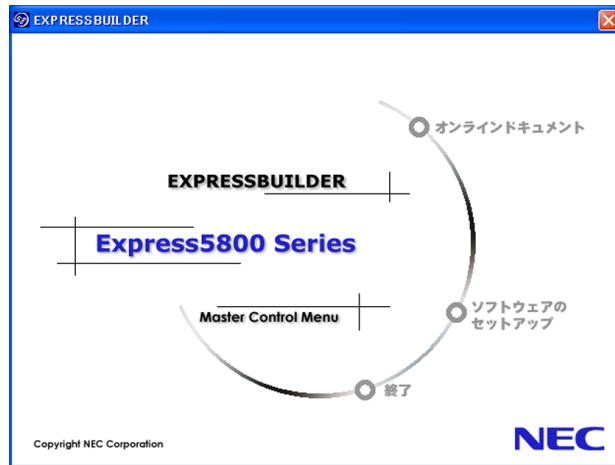 EXPRESSBUILDER
オンラインドキュメント
EXPRESSBUILDER
Express5800 Series
ソフトウェアの
セットアップ
Master Control Menu
終了
Copyright NEC Corporation
NEC